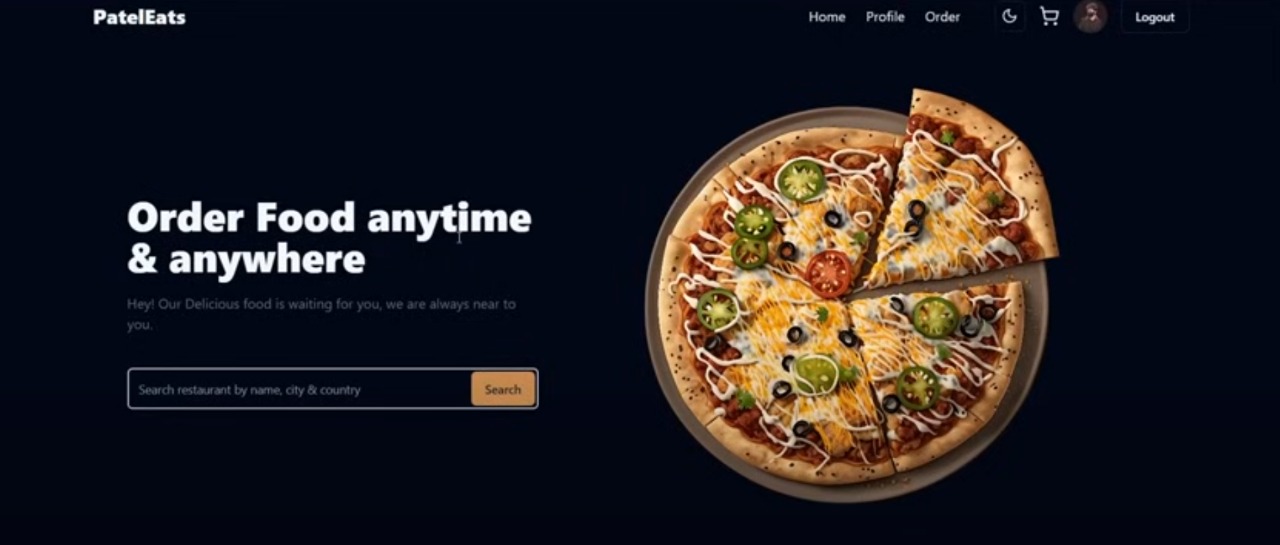 PatelEats
Home Profile Order Logout
Order Food anytime
& anywhere
Hey! Our Delicious food is waiting for you, we are always near to
you.
Search restaurant by name, city & country Search